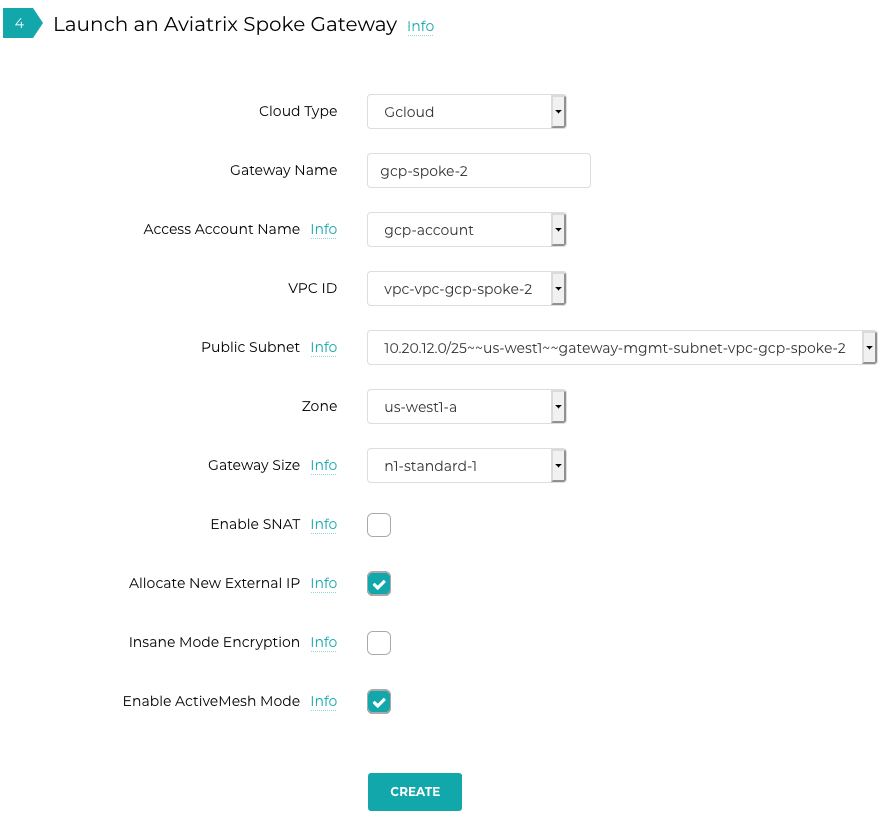 4 Launch an Aviatrix Spoke Gateway Info
Cloud Type Gcloud
Gateway Name gcp-spoke-2
Access Account Name Info gcp-account
VPC ID vpc-vpc-gcp-spoke-2
Public Subnet Info 10.20.12.0/25~~us-west1~~gateway-mgmt-subnet-vpc-gcp-spoke-2
Zone us-west1-a
Gateway Size Info n1-standard-1
Enable SNAT Info
Allocate New External IP Info
Insane Mode Encryption Info
Enable ActiveMesh Mode Info
CREATE